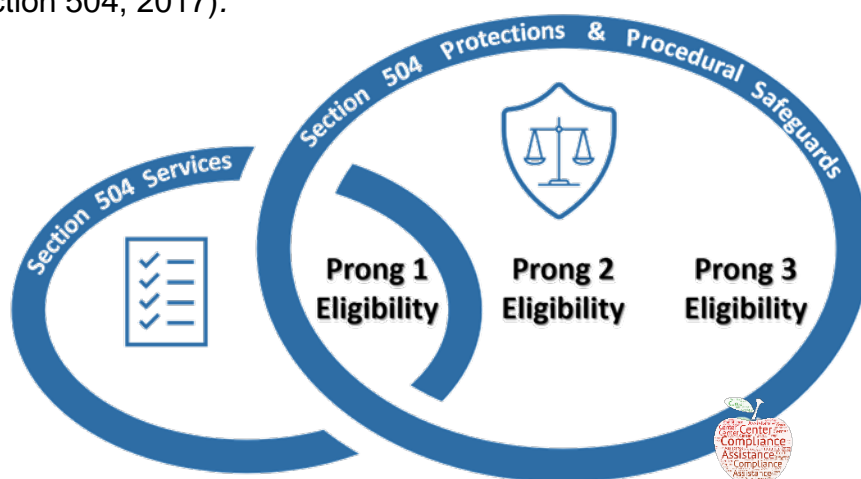 ction 504, 2017).
Section 504 Protections & Procedural Safeguards
Section 504 Services
Prong 1
Eligibility
Prong 2
Eligibility
Prong 3
Eligibility
Center
Compliance
Assistance
Compliance
Assistance